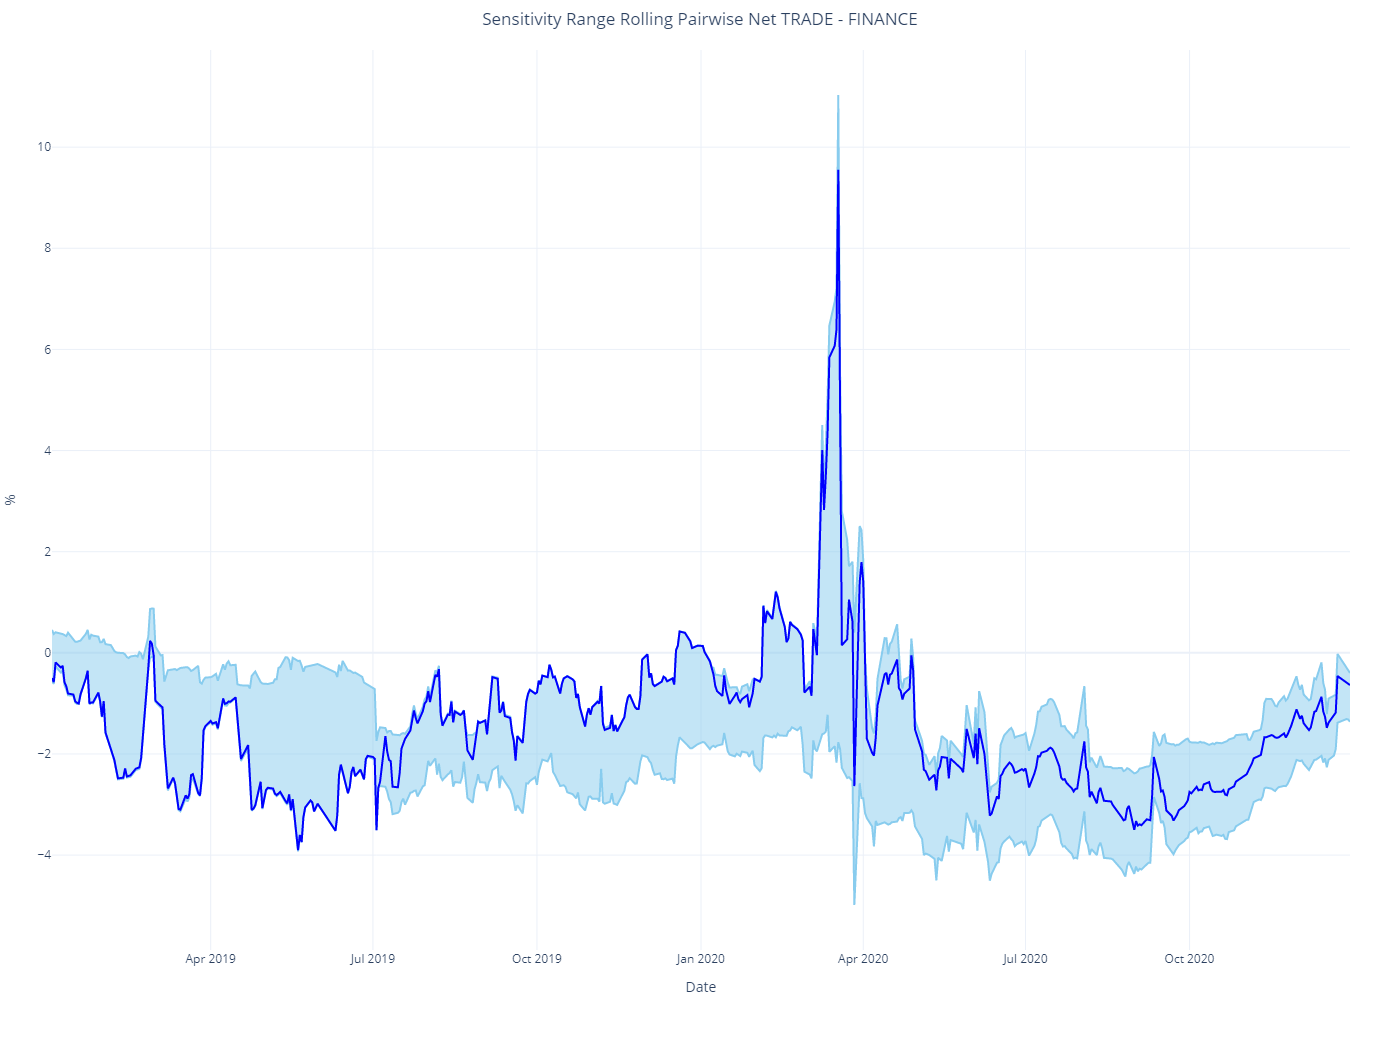 Sensitivity Range Rolling Pairwise Net TRADE - FINANCE
10
8
6
4
2
0
−2
−4
%
Apr 2019
Jul 2019
Oct 2019
Jan 2020
Apr 2020
Jul 2020
Oct 2020
Date